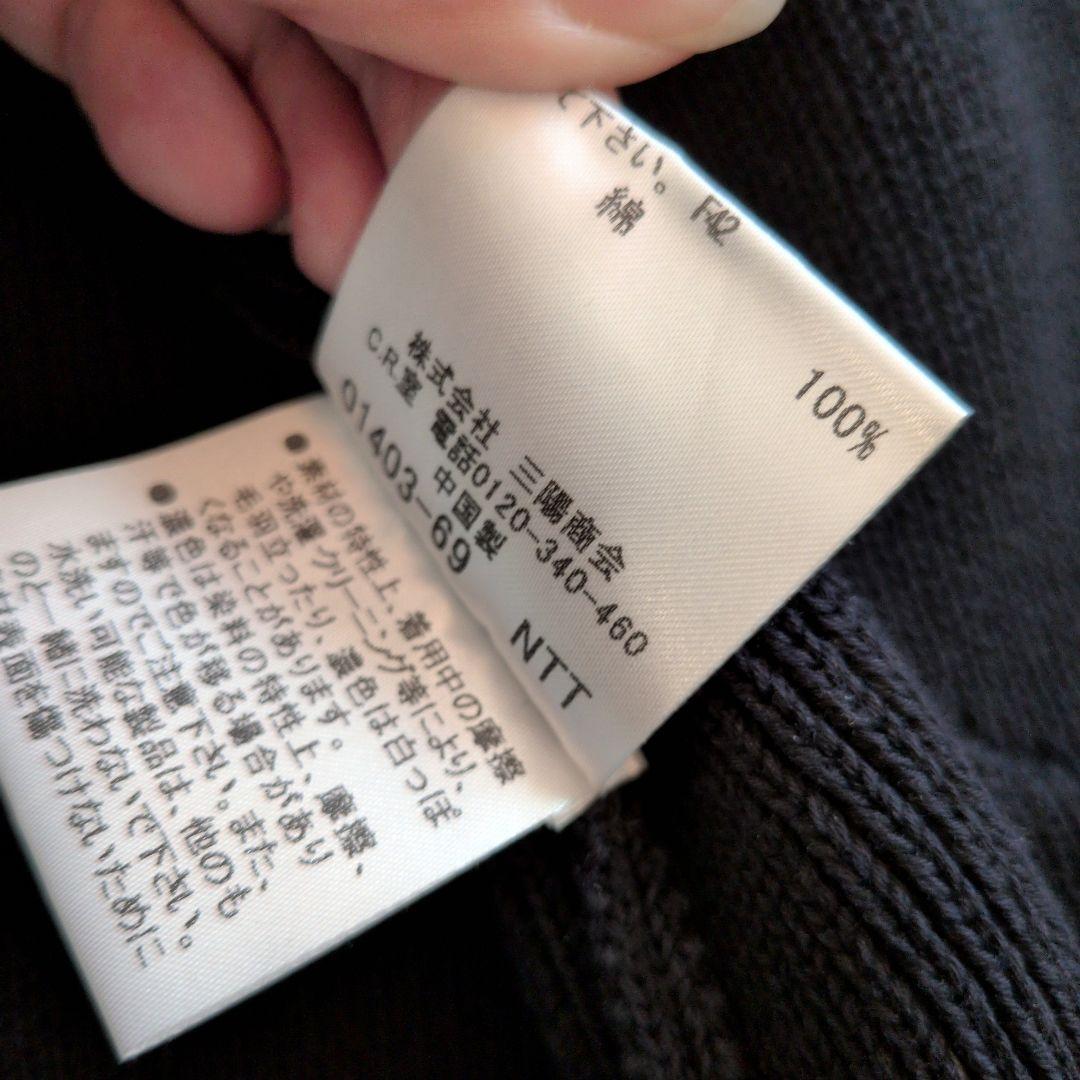 て下さい。 F42
綿 100%
株式会社 三陽商会
C.R.室 電話0120-340-460
中国製
01403-69 NTT
● 素材の特性上、着用中の摩擦
や洗濯 クリーニング等により、
毛羽立ったり、濃色は白っぽ
くなることがあります。
● 濃色は染料の特性上、摩擦、
汗等で色が移る場合があり
ますのでご注意下さい。また、
水洗い可能な製品は、他のも
のと一緒に洗わないで下さい。
表面を傷つけないために